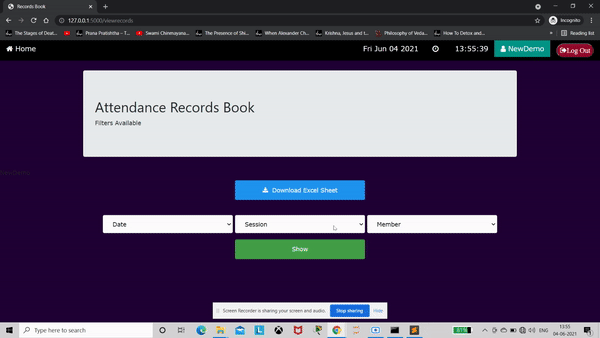 Records Book
127.0.0.1:5000/viewrecords
Incognito
The Stages of Deat...
Prana Pratishtha – T...
Swami Chinmayana...
The Presence of Shi...
When Alexander Ch...
Krishna, Jesus and t...
Philosophy of Veda...
How To Detox and...
Reading list
Home
Fri Jun 04 2021
13:55:39
NewDemo
Log Out
Attendance Records Book
Filters Available
Download Excel Sheet
Date
Session
Member
Show
Screen Recorder is sharing your screen and audio.
Stop sharing
Hide
Type here to search
81%
ENG
13:55
04-06-2021